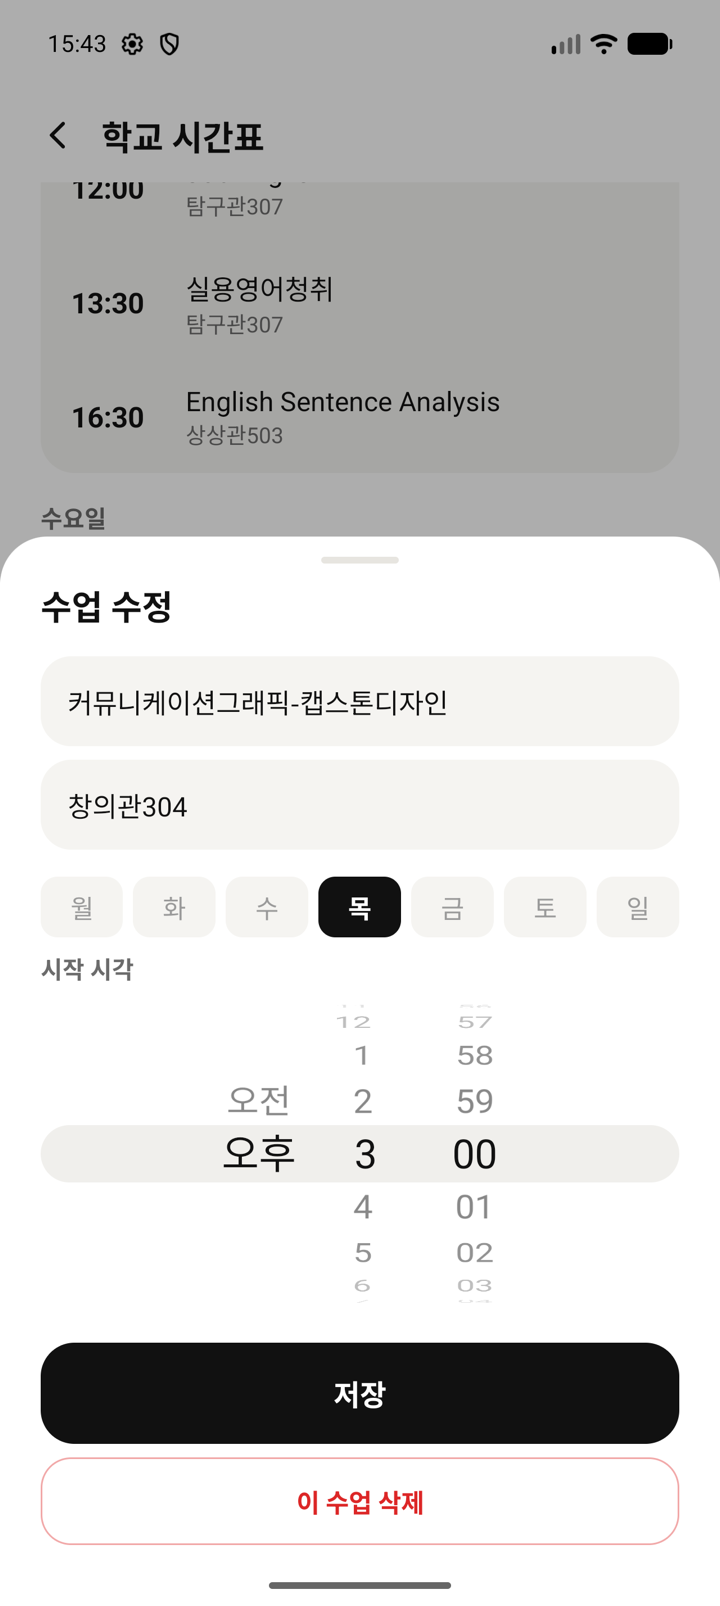 15:43
학교 시간표
12:00
탐구관307
13:30 실용영어청취
탐구관307
16:30 English Sentence Analysis
상상관503
수요일
수업 수정
커뮤니케이션그래픽-캡스톤디자인
창의관304
월 화 수 목 금 토 일
시작 시각
12 57
1 58
오전 2 59
오후 3 00
4 01
5 02
6 03
저장
이 수업 삭제